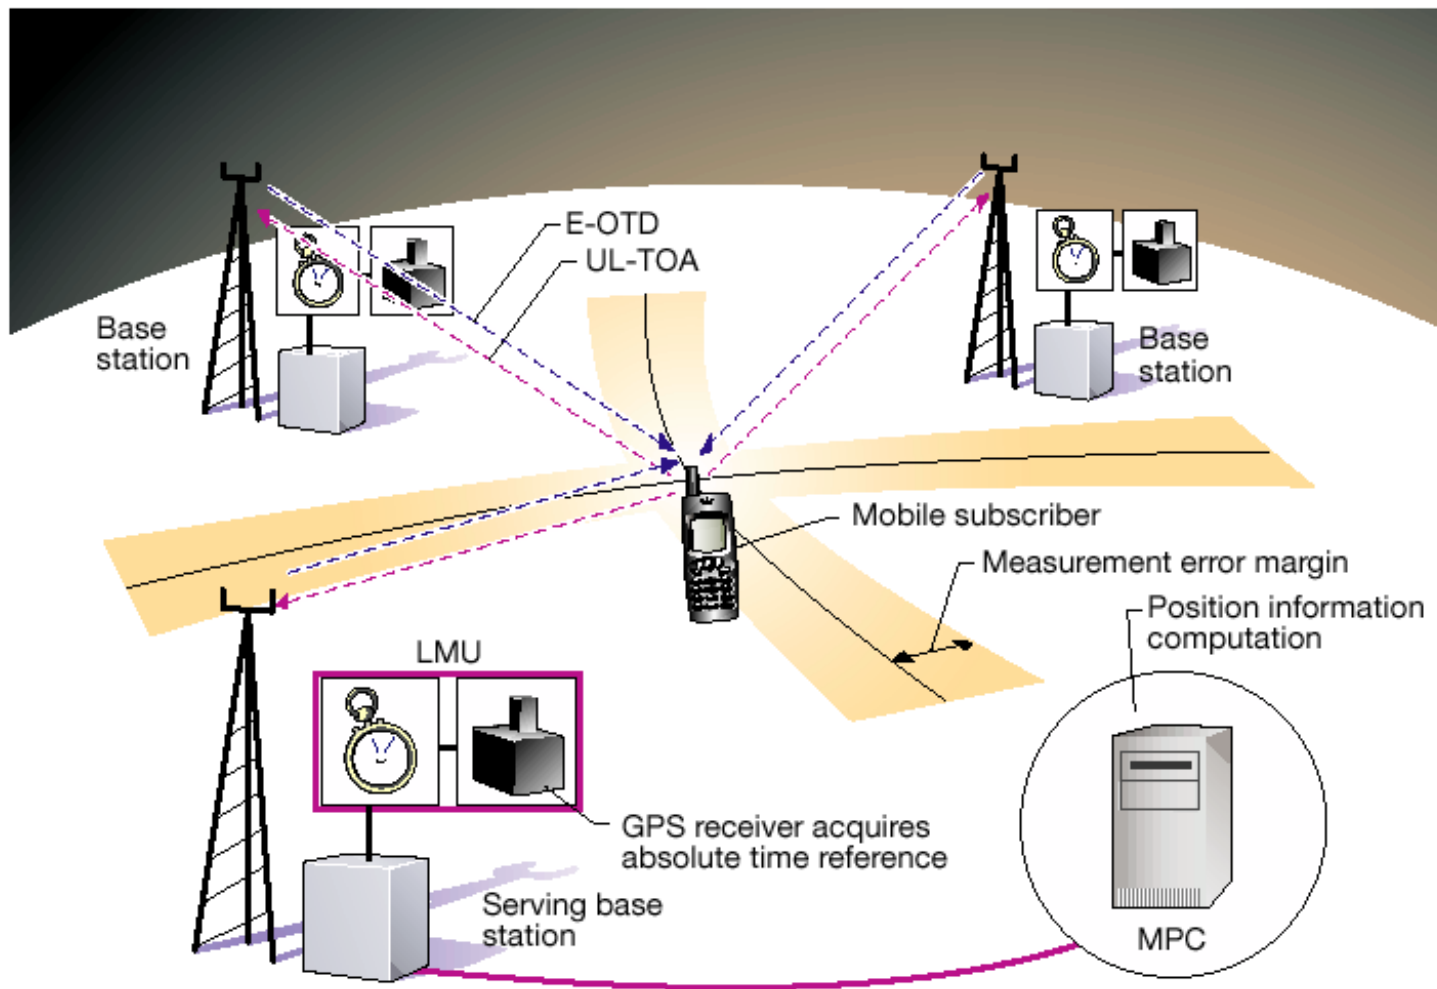 E-OTD
UL-TOA
Base
station
Base
station
Mobile subscriber
Measurement error margin
Position information
computation
LMU
GPS receiver acquires
absolute time reference
Serving base
station
MPC